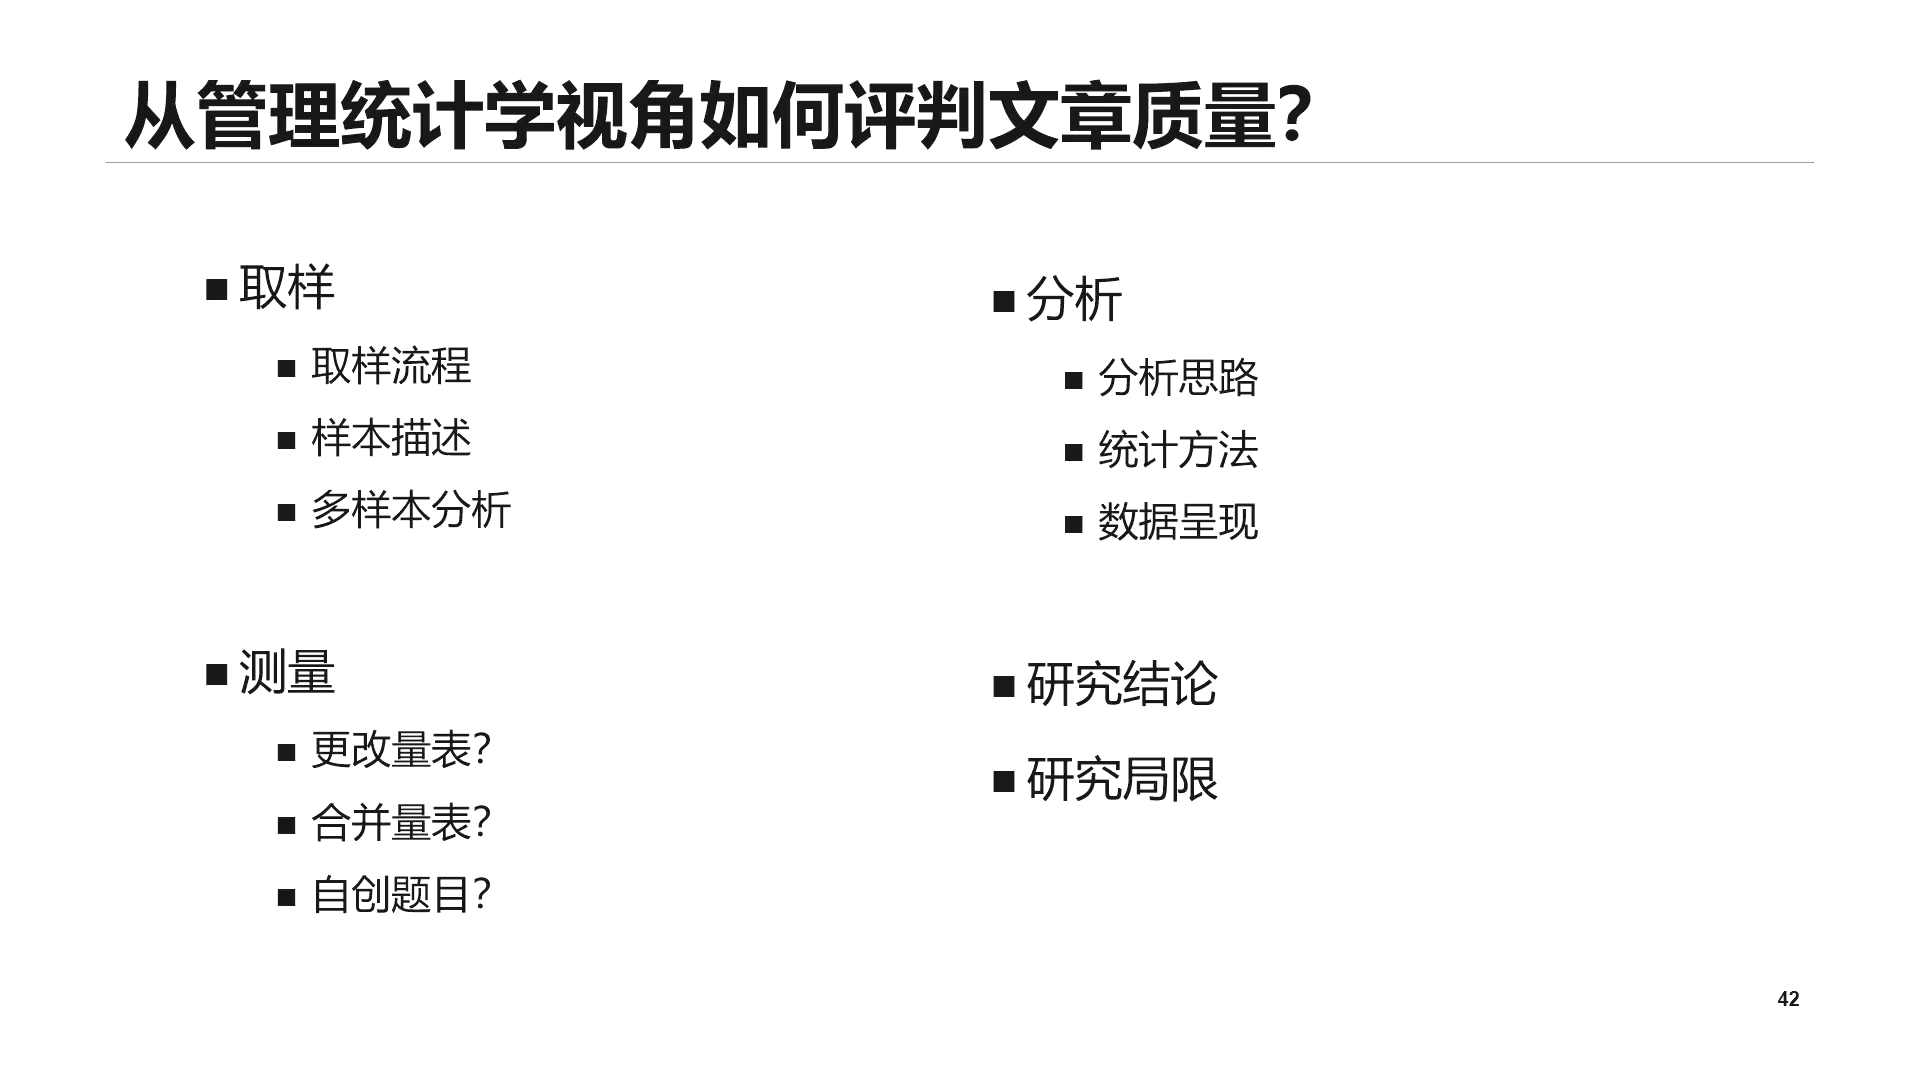 从管理统计学视角如何评判文章质量?
■ 取样
■ 取样流程
■ 样本描述
■ 多样本分析
■ 测量
■ 更改量表?
■ 合并量表?
■ 自创题目?
■ 分析
■ 分析思路
■ 统计方法
■ 数据呈现
■ 研究结论
■ 研究局限
42